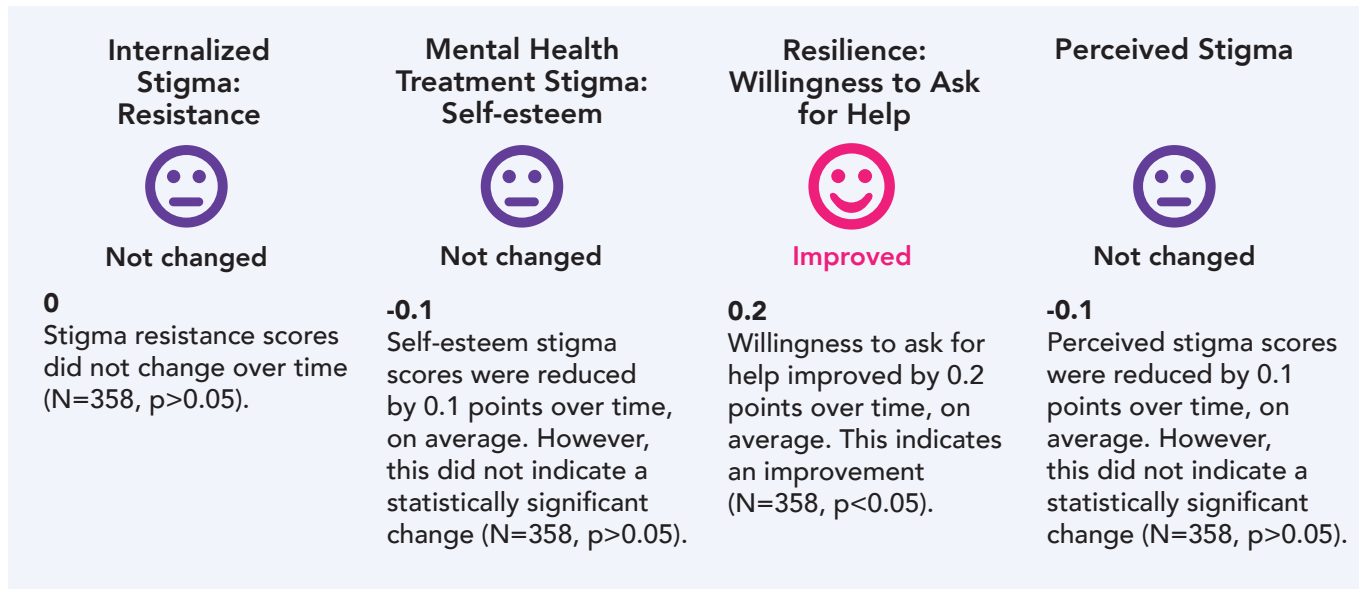 Internalized
Stigma:
Resistance
Not changed
0
Stigma resistance scores
did not change over time
(N=358, p>0.05).
Mental Health
Treatment Stigma:
Self-esteem
Not changed
-0.1
Self-esteem stigma
scores were reduced
by 0.1 points over time,
on average. However,
this did not indicate a
statistically significant
change (N=358, p>0.05).
Resilience:
Willingness to Ask
for Help
Improved
0.2
Willingness to ask for
help improved by 0.2
points over time, on
average. This indicates
an improvement
(N=358, p<0.05).
Perceived Stigma
Not changed
-0.1
Perceived stigma scores
were reduced by 0.1
points over time, on
average. However,
this did not indicate a
statistically significant
change (N=358, p>0.05).